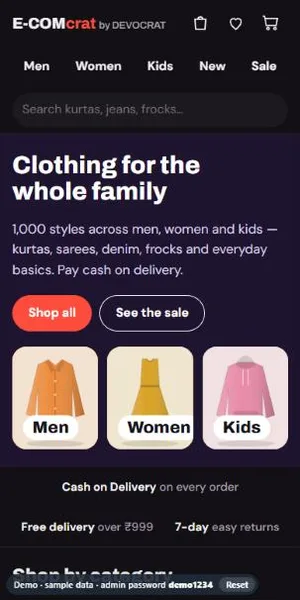 E-COMcrat by DEVOCRAT
Men Women Kids New Sale
Search kurtas, jeans, frocks...
Clothing for the
whole family
1,000 styles across men, women and kids —
kurtas, sarees, denim, frocks and everyday
basics. Pay cash on delivery.
Shop all See the sale
Men Women Kids
Cash on Delivery on every order
Free delivery over ₹999 7-day easy returns
Shop by category
Demo - sample data - admin password demo1234 Reset